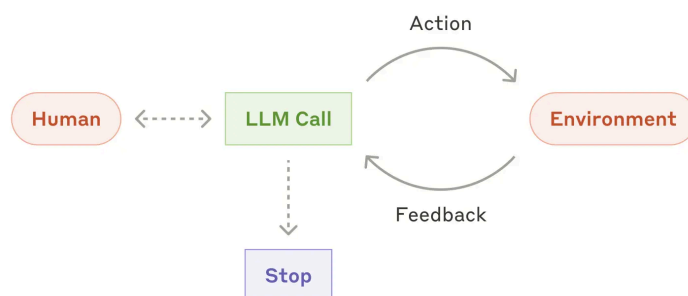 Action
Human
LLM Call
Environment
Feedback
Stop